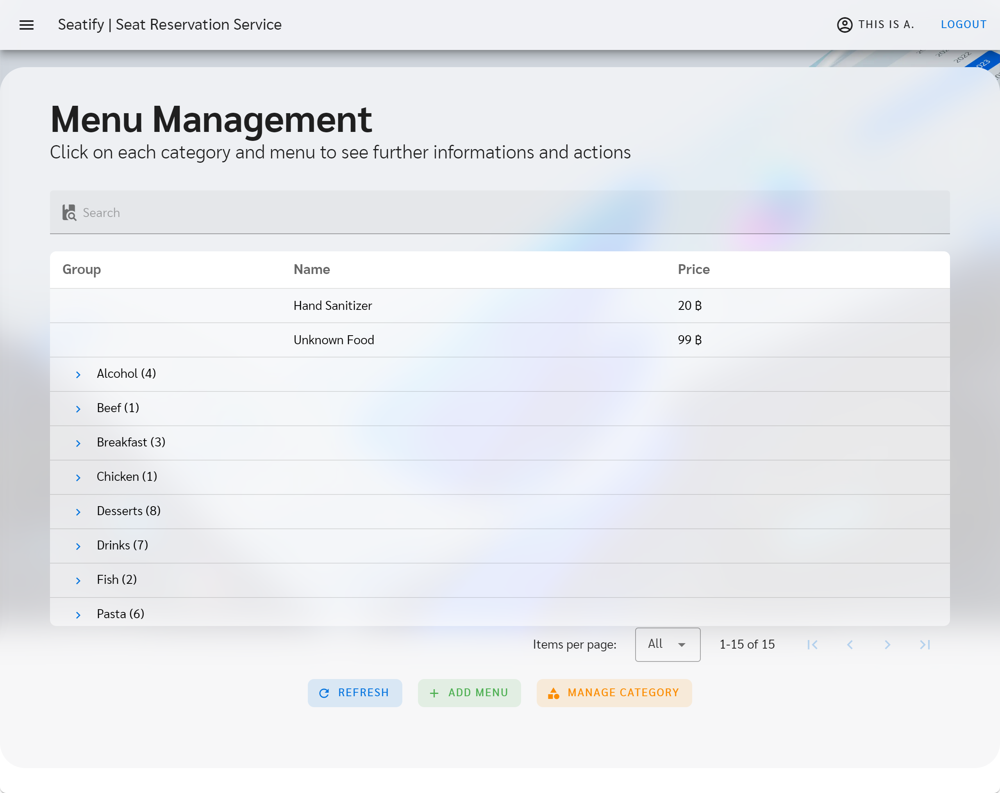 Seatify | Seat Reservation Service
THIS IS A.
LOGOUT
2022
Menu Management
Click on each category and menu to see further informations and actions
Search
Group Name Price
Hand Sanitizer 20 ฿
Unknown Food 99 ฿
Alcohol (4)
Beef (1)
Breakfast (3)
Chicken (1)
Desserts (8)
Drinks (7)
Fish (2)
Pasta (6)
Items per page: All 1-15 of 15
REFRESH ADD MENU MANAGE CATEGORY